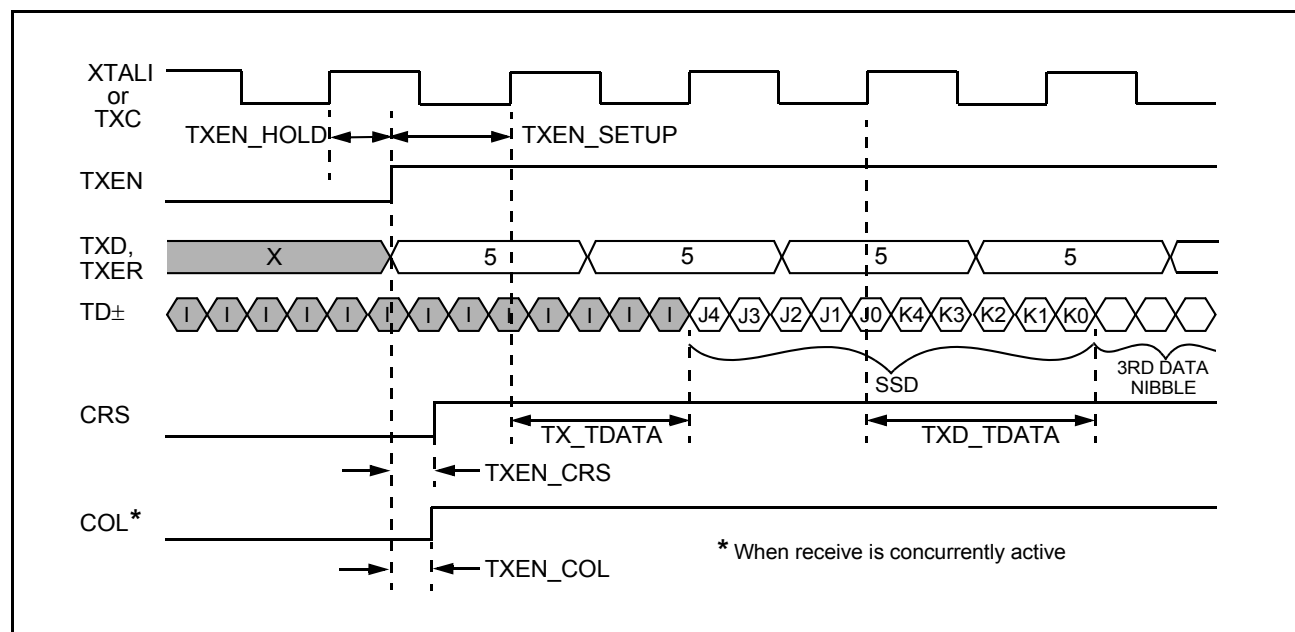 XTALI
or
TXC
TXEN_HOLD
TXEN_SETUP
TXEN
TXD,
TXER
X 5 5 5 5
TD±
I I I I I I I I I I I I I J4 J3 J2 J1 J0 K4 K3 K2 K1 K0
SSD
3RD DATA
NIBBLE
CRS
TX_TDATA
TXD_TDATA
TXEN_CRS
COL*
* When receive is concurrently active
TXEN_COL